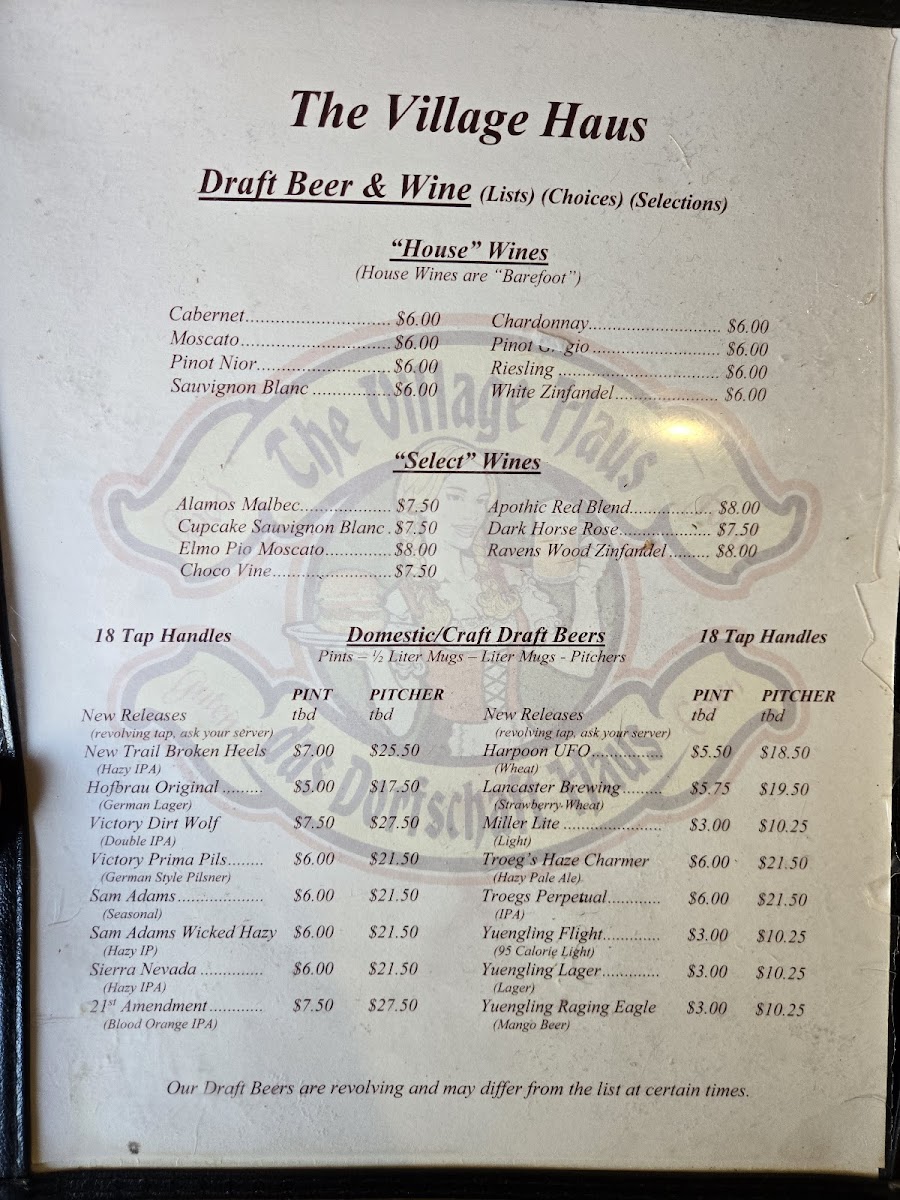 The Village Haus
Draft Beer & Wine (Lists) (Choices) (Selections)
“House” Wines
(House Wines are “Barefoot”)
Cabernet............................. $6.00
Moscato.............................. $6.00
Pinot Nior........................... $6.00
Sauvignon Blanc ................ $6.00
Chardonnay........................... $6.00
Pinot .......................... $6.00
Riesling ................................. $6.00
White Zinfandel..................... $6.00
“Select” Wines
Alamos Malbec................... $7.50
Cupcake Sauvignon Blanc . $7.50
Elmo Pio Moscato.............. $8.00
Choco Vine........................ $7.50
Apothic Red Blend................. $8.00
Dark Horse Rose................... $7.50
Ravens Wood Zinfandel ........ $8.00
18 Tap Handles Domestic/Craft Draft Beers 18 Tap Handles
Pints – ½ Liter Mugs – Liter Mugs - Pitchers
PINT PITCHER
New Releases tbd tbd
(revolving tap, ask your server)
New Trail Broken Heels $7.00 $25.50
(Hazy IPA)
Hofbrau Original ......... $5.00 $17.50
(German Lager)
Victory Dirt Wolf $7.50 $27.50
(Double IPA)
Victory Prima Pils........ $6.00 $21.50
(German Style Pilsner)
Sam Adams................... $6.00 $21.50
(Seasonal)
Sam Adams Wicked Hazy $6.00 $21.50
(Hazy IP)
Sierra Nevada .............. $6.00 $21.50
(Hazy IPA)
21st Amendment............ $7.50 $27.50
(Blood Orange IPA)
PINT PITCHER
New Releases tbd tbd
(revolving tap, ask your server)
Harpoon UFO................ $5.50 $18.50
(Wheat)
Lancaster Brewing......... $5.75 $19.50
(Strawberry-Wheat)
Miller Lite ...................... $3.00 $10.25
(Light)
Troeg’s Haze Charmer $6.00 $21.50
(Hazy Pale Ale)
Troegs Perpetual............ $6.00 $21.50
(IPA)
Yuengling Flight............. $3.00 $10.25
(95 Calorie Light)
Yuengling Lager............. $3.00 $10.25
(Lager)
Yuengling Raging Eagle $3.00 $10.25
(Mango Beer)
Our Draft Beers are revolving and may differ from the list at certain times.
The Village Haus